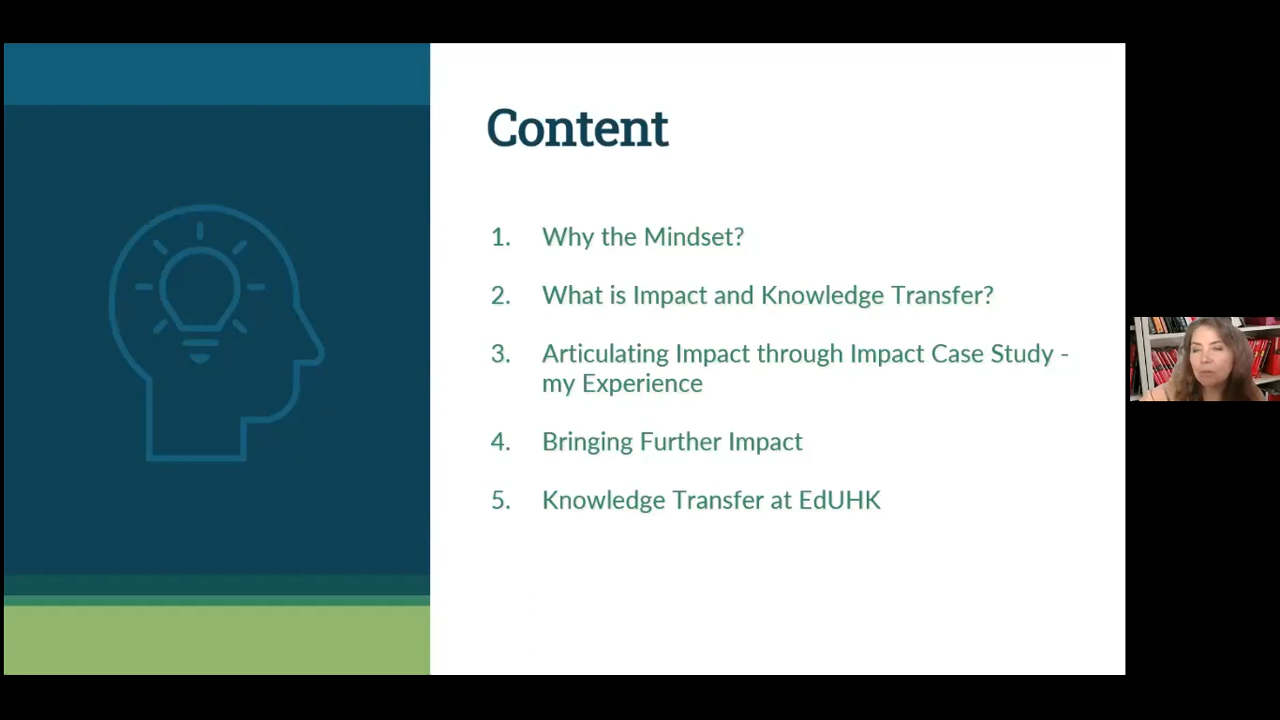 Content
1. Why the Mindset?
2. What is Impact and Knowledge Transfer?
3. Articulating Impact through Impact Case Study -
my Experience
4. Bringing Further Impact
5. Knowledge Transfer at EdUHK